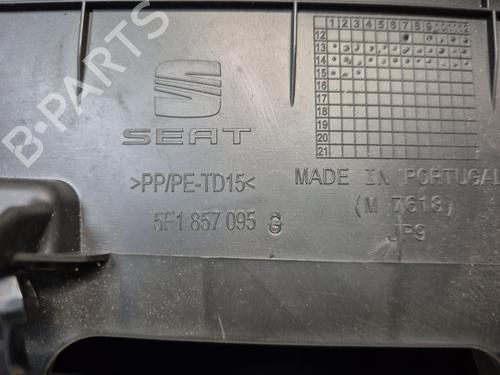 1 2 3 4 5 6 7 8 9 10 11 12
12
13
14
15
16
17
18
19
20
21
SEAT
>PP/PE-TD15<
MADE IN PORTUGAL
5F1 857 095 G
(M 7618)
JP9
B-PARTS
B-PARTS